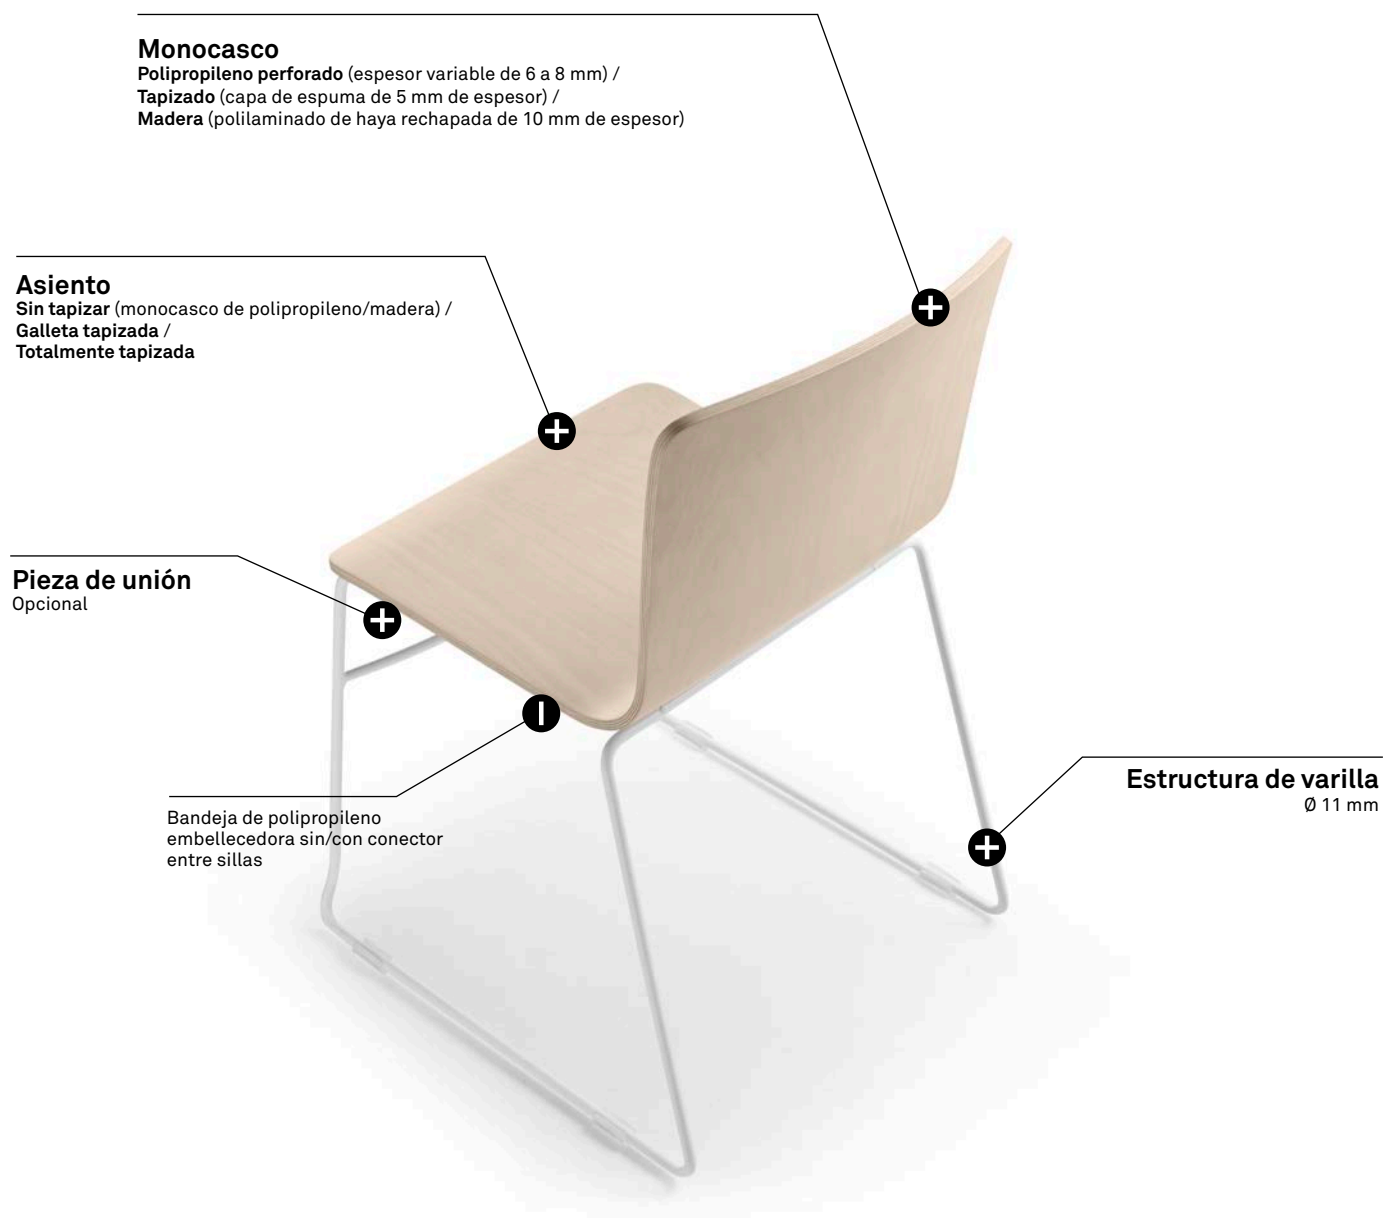 Monocasco
Polipropileno perforado (espesor variable de 6 a 8 mm) /
Tapizado (capa de espuma de 5 mm de espesor) /
Madera (polilaminado de haya rechapada de 10 mm de espesor)
Asiento
Sin tapizar (monocasco de polipropileno/madera) /
Galleta tapizada /
Totalmente tapizada
Pieza de unión
Opcional
Bandeja de polipropileno
embellecedora sin/con conector
entre sillas
Estructura de varilla
Ø 11 mm